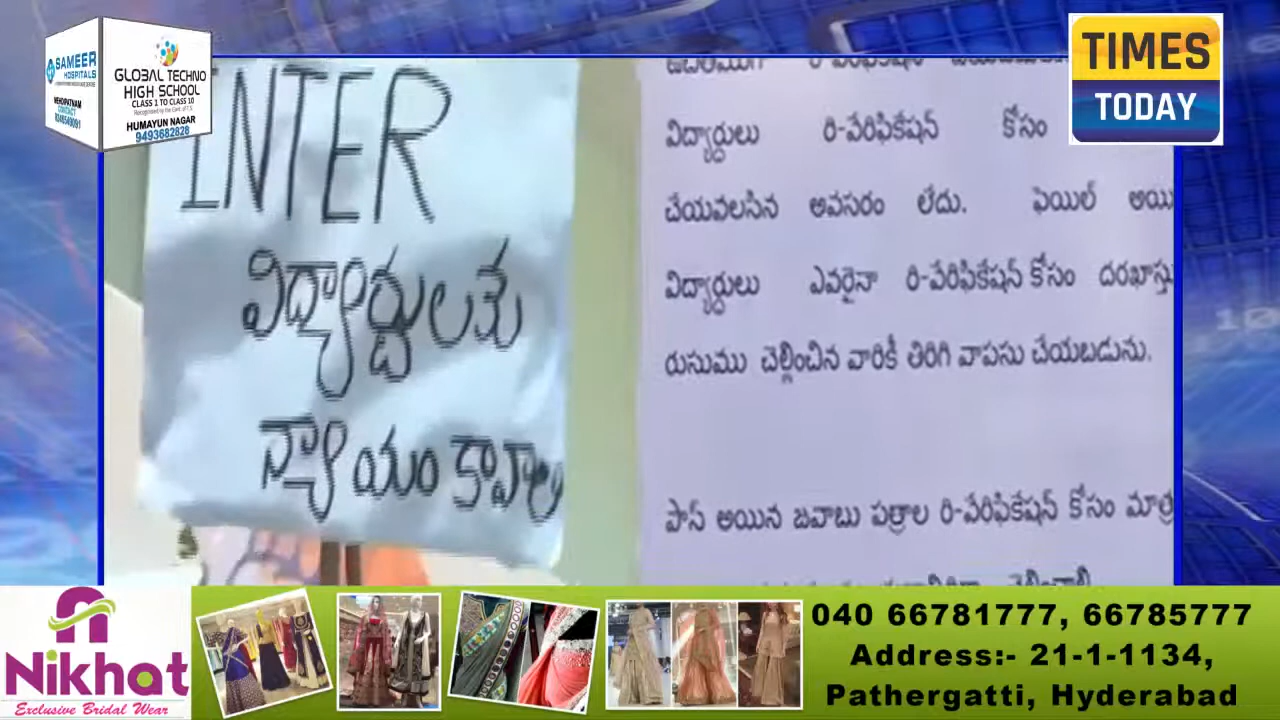 SAMEER
HOSPITALS
MEHDIPATNAM
CONTACT
GLOBAL TECHNO
HIGH SCHOOL
CLASS 1 TO CLASS 10
HUMAYUN NAGAR
9493682828
TIMES
TODAY
INTER
విద్యార్థులకు
న్యాయం కావాలి
విద్యార్థులు రి-వేరిఫికేషన్ కోసం
చేయవలసిన అవసరం లేదు. ఫెయిల్ అయి
విద్యార్థులు ఎవరైనా రి-వేరిఫికేషన్ కోసం దరఖాస్తు
రుసుము చెల్లించిన వారికి తిరిగి వాపసు చేయబడును.
పాస్ అయిన జవాబు పత్రాల రి-వేరిఫికేషన్ కోసం మాత్ర
Nikhat
Exclusive Bridal Wear
040 66781777, 66785777
Address:- 21-1-1134,
Pathergatti, Hyderabad